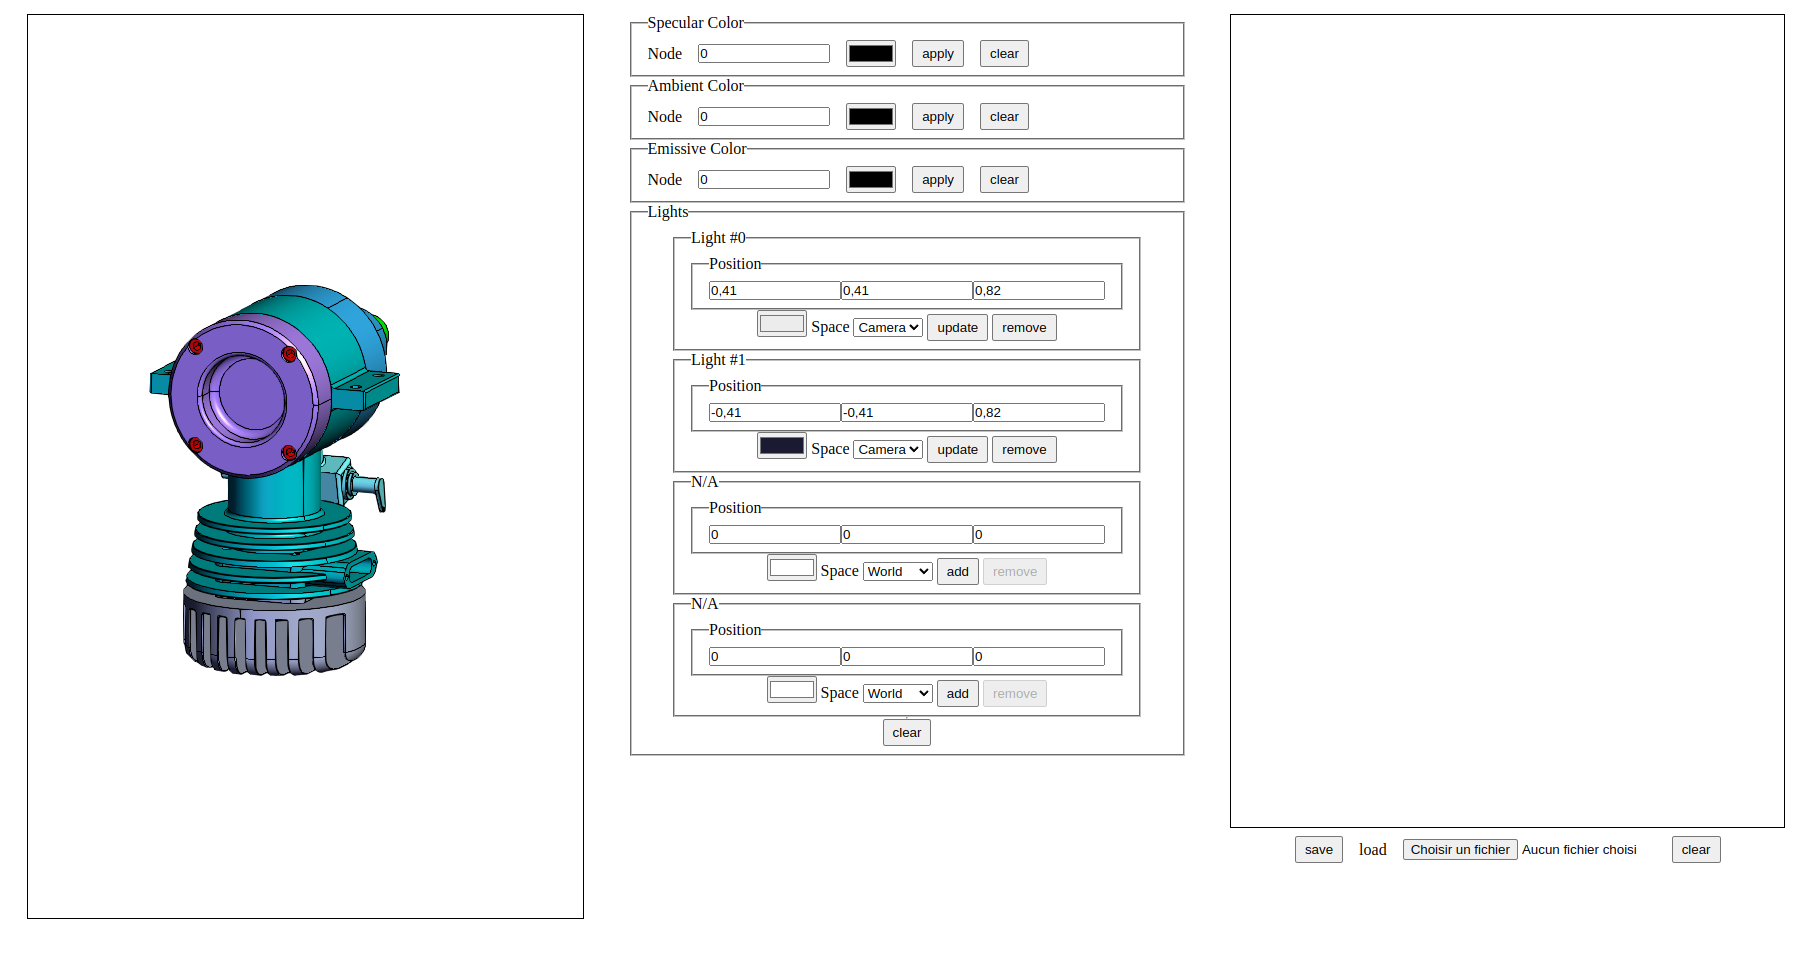 Specular Color
Node 0 apply clear
Ambient Color
Node 0 apply clear
Emissive Color
Node 0 apply clear
Lights
Light #0
Position
0,41 0,41 0,82
Space Camera update remove
Light #1
Position
-0,41 -0,41 0,82
Space Camera update remove
N/A
Position
0 0 0
Space World add remove
N/A
Position
0 0 0
Space World add remove
clear
save load Choisir un fichier Aucun fichier choisi clear